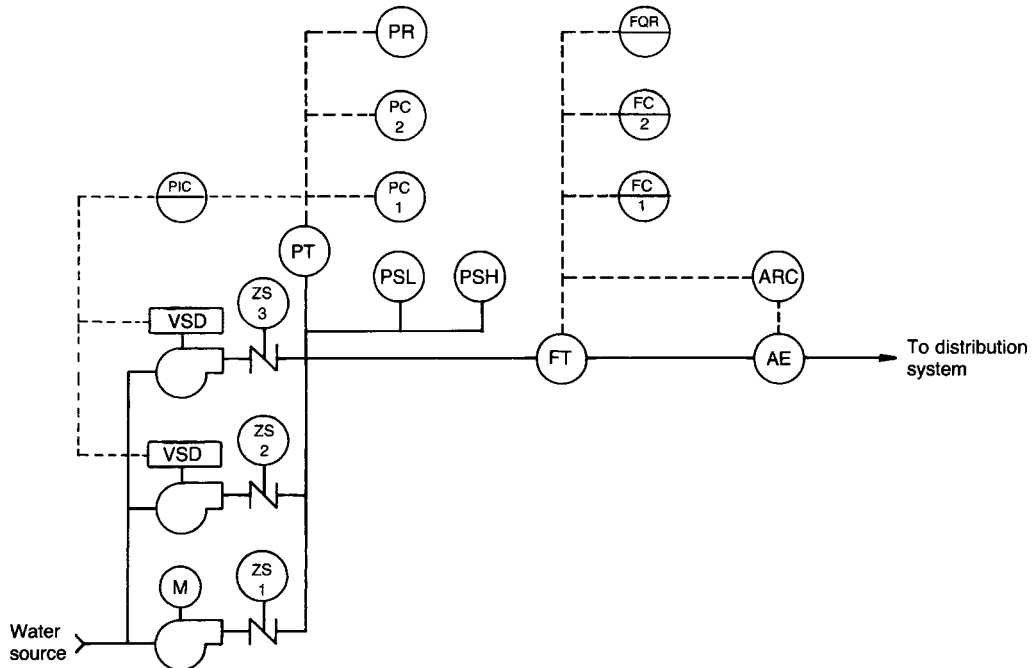 PR
FQR
PC
2
FC
2
PIC
PC
1
FC
1
PT
PSL
PSH
ARC
ZS
3
VSD
FT
AE
To distribution
system
ZS
2
VSD
ZS
1
M
Water
source